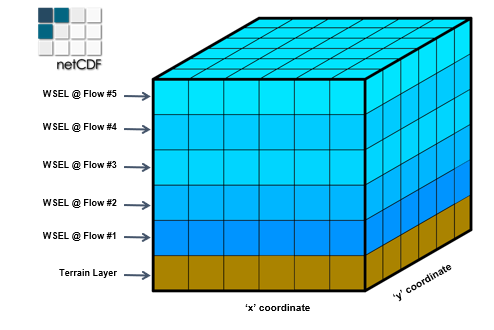 netCDF
WSEL @ Flow #5
WSEL @ Flow #4
WSEL @ Flow #3
WSEL @ Flow #2
WSEL @ Flow #1
Terrain Layer
'x' coordinate
'y' coordinate